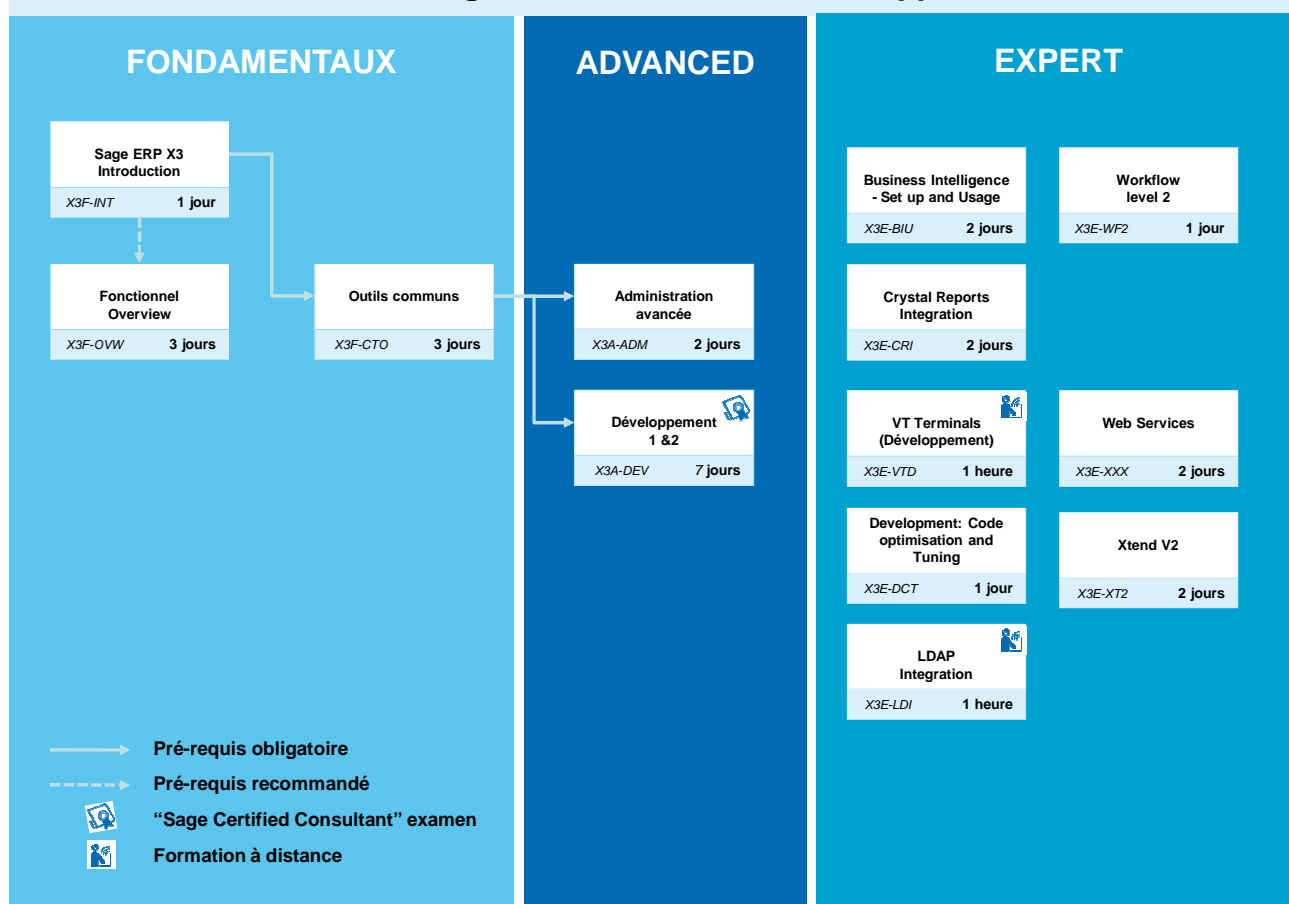 FONDAMENTAUX
Sage ERP X3
Introduction
X3F-INT 1 jour
Fonctionnel
Overview
X3F-OVW 3 jours
Outils communs
X3F-CTO 3 jours
Pré-requis obligatoire
Pré-requis recommandé
“Sage Certified Consultant” examen
Formation à distance
ADVANCED
Administration
avancée
X3A-ADM 2 jours
Développement
1 &2
X3A-DEV 7 jours
EXPERT
Business Intelligence
- Set up and Usage
X3E-BIU 2 jours
Workflow
level 2
X3E-WF2 1 jour
Crystal Reports
Integration
X3E-CRI 2 jours
VT Terminals
(Développement)
X3E-VTD 1 heure
Web Services
X3E-XXX 2 jours
Development: Code
optimisation and
Tuning
X3E-DCT 1 jour
Xtend V2
X3E-XT2 2 jours
LDAP
Integration
X3E-LDI 1 heure